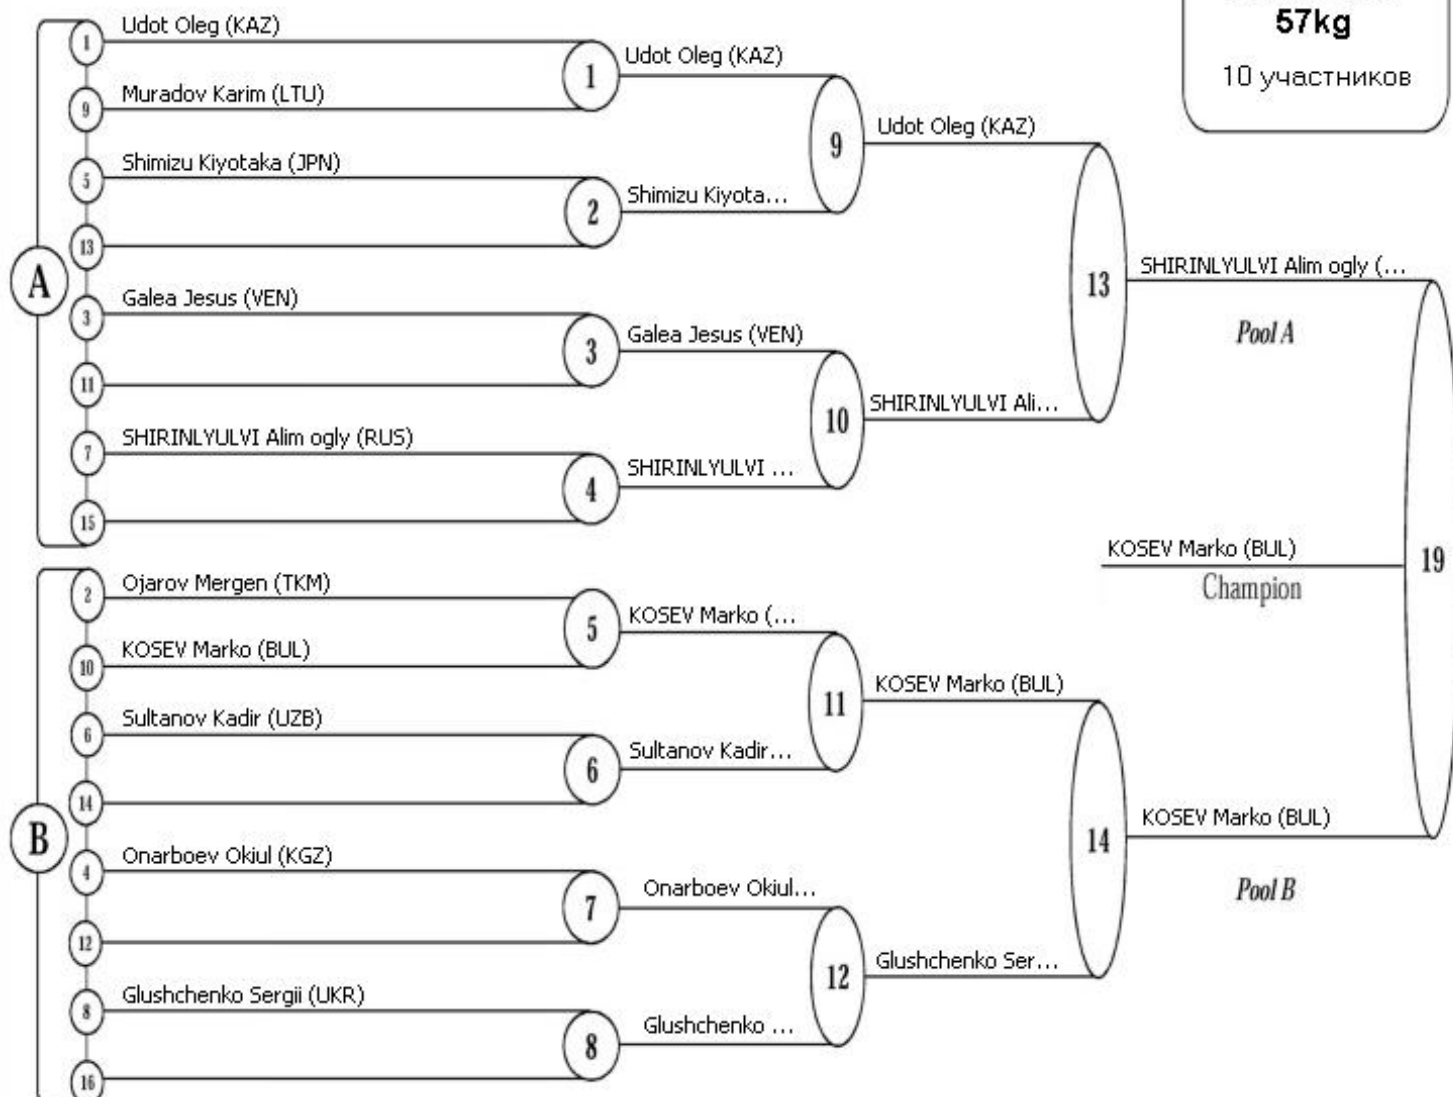 57kg
10 участников
A
1
Udot Oleg (KAZ)
9
Muradov Karim (LTU)
5
Shimizu Kiyotaka (JPN)
13
3
Galea Jesus (VEN)
11
7
SHIRINLYULVI Alim ogly (RUS)
15
1
Udot Oleg (KAZ)
2
Shimizu Kiyota...
3
Galea Jesus (VEN)
4
SHIRINLYULVI ...
9
Udot Oleg (KAZ)
10
SHIRINLYULVI Ali...
13
SHIRINLYULVI Alim ogly (...
Pool A
B
2
Ojarov Mergen (TKM)
10
KOSEV Marko (BUL)
6
Sultanov Kadir (UZB)
14
4
Onarboev Okiul (KGZ)
12
8
Glushchenko Sergii (UKR)
16
5
KOSEV Marko (...
6
Sultanov Kadir...
7
Onarboev Okiul...
8
Glushchenko ...
11
KOSEV Marko (BUL)
12
Glushchenko Ser...
14
KOSEV Marko (BUL)
Pool B
19
KOSEV Marko (BUL)
Champion